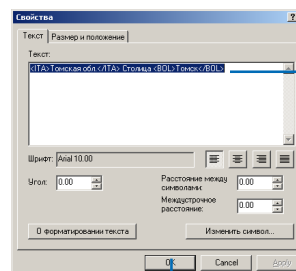 Свойства
Текст Размер и положение
Текст:
<ITA>Томская обл.</ITA> Столица <BOL>Томск</BOL>
Шрифт: Arial 10.00
Угол: 0.00
Расстояние между символами: 0.00
Междустрочное расстояние: 0.00
О форматировании текста Изменить символ...
OK Cancel Apply